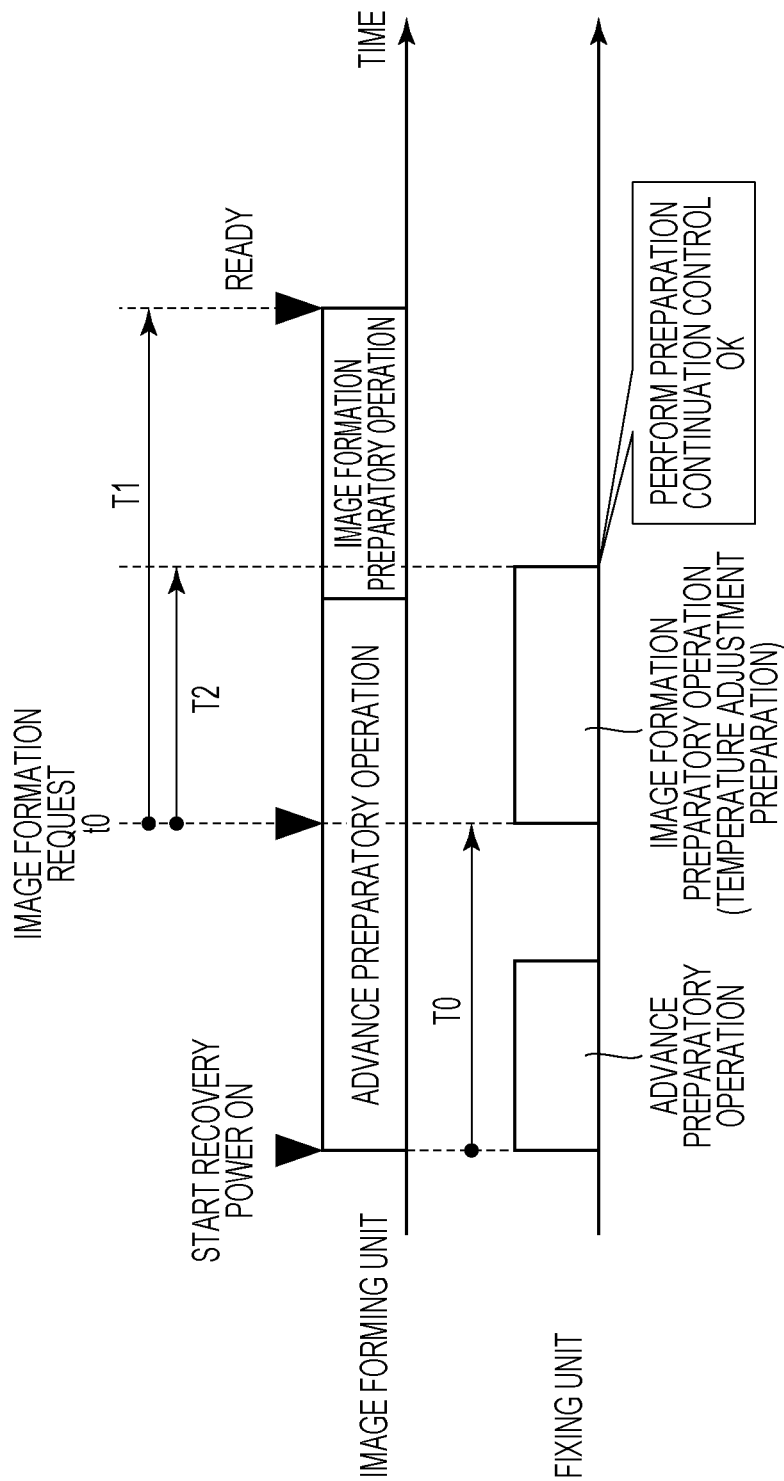 IMAGE FORMATION
REQUEST
t0
T1
T2
START RECOVERY
POWER ON
READY
IMAGE FORMING UNIT
ADVANCE PREPARATORY OPERATION
IMAGE FORMATION
PREPARATORY OPERATION
TIME
T0
FIXING UNIT
ADVANCE
PREPARATORY
OPERATION
IMAGE FORMATION
PREPARATORY OPERATION
(TEMPERATURE ADJUSTMENT
PREPARATION)
PERFORM PREPARATION
CONTINUATION CONTROL
OK